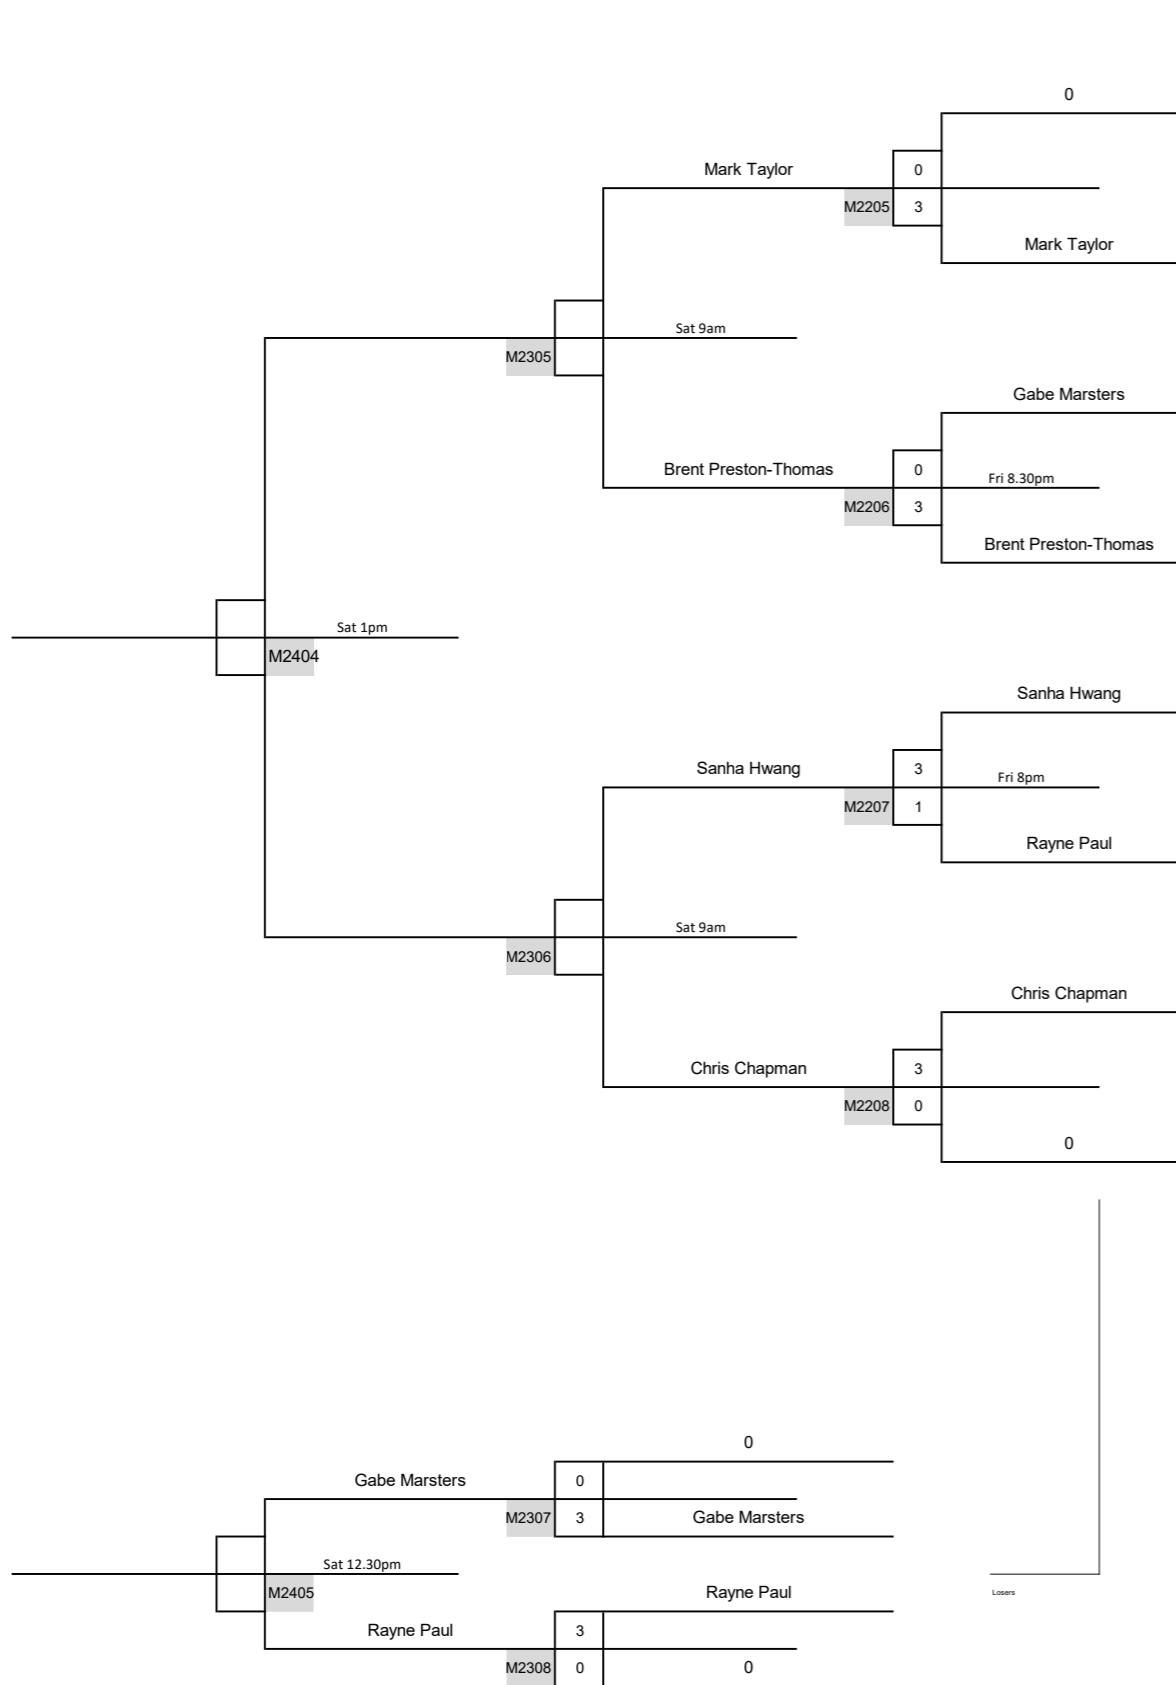 0
Mark Taylor 0
M2205 3
Mark Taylor
Sat 9am
M2305
Gabe Marsters
Brent Preston-Thomas 0
Fri 8.30pm
M2206 3
Brent Preston-Thomas
Sat 1pm
M2404
Sanha Hwang
Sanha Hwang 3
Fri 8pm
M2207 1
Rayne Paul
Sat 9am
M2306
Chris Chapman
Chris Chapman 3
M2208 0
0
0
Gabe Marsters 0
M2307 3 Gabe Marsters
Sat 12.30pm
M2405 Rayne Paul Losers
Rayne Paul 3
M2308 0 0